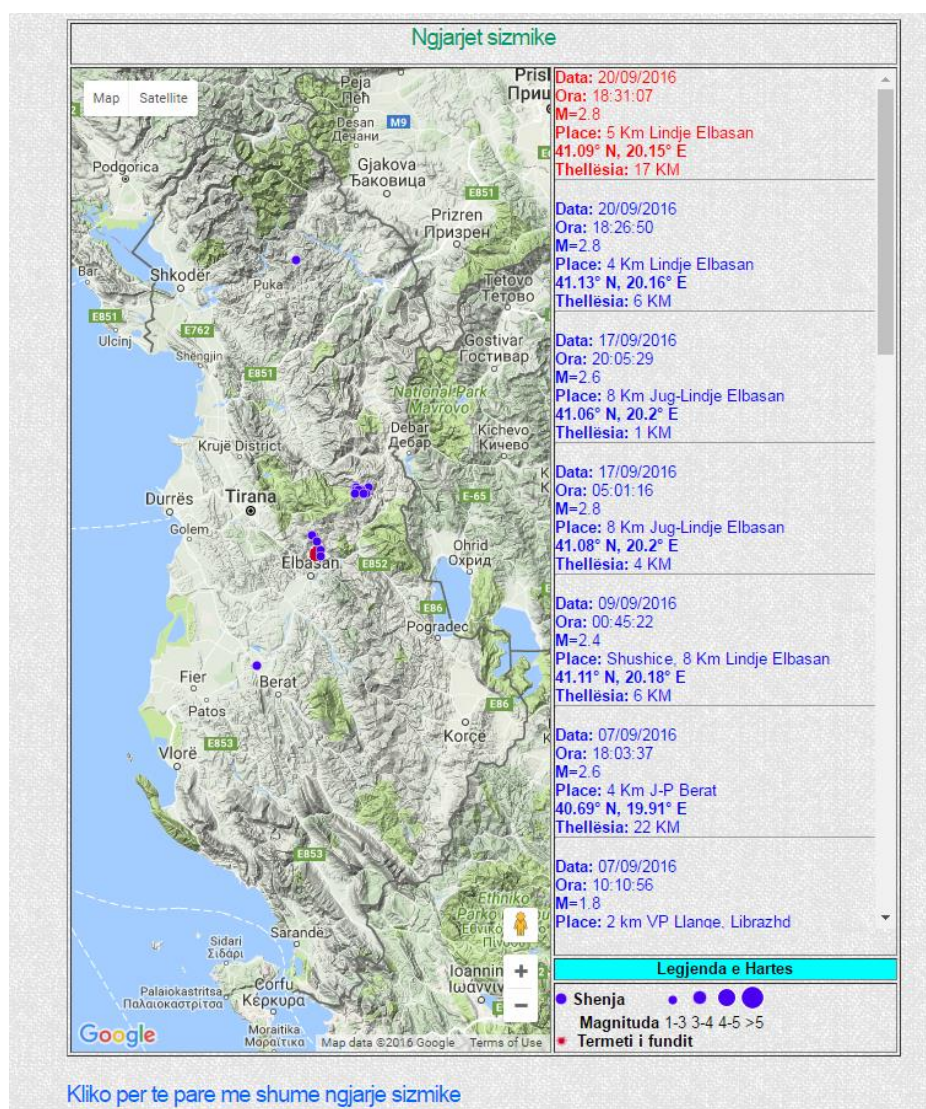 Ngjarjet sizmike
Map Satellite
Peja
Пећ
Desan
Дечани
M9
Podgorica
Gjakova
Ђаковица
E851
Prizren
Призрен
Bar
Shkodër
Puka
Tetovo
Тетово
E851
Ulcinj
E762
Shëngjin
Gostivar
Гостивар
E851
National Park
Mavrovo
Debar
Дебар
Kichevo
Кичево
Krujë District
Durrës
Tirana
E-65
Golem
Ohrid
Охрид
Elbasan
E852
E86
Pogradec
Fier
Berat
Patos
E86
Korçë
Vlorë
E853
E853
Ethniko
Sarandë
Sidari
Σιδάρι
Palaiokastritsa
Παλαιοκαστρίτσα
Corfu
Κέρκυρα
Moraitika
Μοραΐτικα
Google
Map data ©2016 Google Terms of Use
Data: 20/09/2016
Ora: 18:31:07
M=2.8
Place: 5 Km Lindje Elbasan
41.09° N, 20.15° E
Thellësia: 17 KM
Data: 20/09/2016
Ora: 18:26:50
M=2.8
Place: 4 Km Lindje Elbasan
41.13° N, 20.16° E
Thellësia: 6 KM
Data: 17/09/2016
Ora: 20:05:29
M=2.6
Place: 8 Km Jug-Lindje Elbasan
41.06° N, 20.2° E
Thellësia: 1 KM
Data: 17/09/2016
Ora: 05:01:16
M=2.8
Place: 8 Km Jug-Lindje Elbasan
41.08° N, 20.2° E
Thellësia: 4 KM
Data: 09/09/2016
Ora: 00:45:22
M=2.4
Place: Shushice, 8 Km Lindje Elbasan
41.11° N, 20.18° E
Thellësia: 6 KM
Data: 07/09/2016
Ora: 18:03:37
M=2.6
Place: 4 Km J-P Berat
40.69° N, 19.91° E
Thellësia: 22 KM
Data: 07/09/2016
Ora: 10:10:56
M=1.8
Place: 2 km VP Llange, Librazhd
Legjenda e Hartes
Shenja
Magnituda 1-3 3-4 4-5 >5
Termeti i fundit
Kliko per te pare me shume ngjarje sizmike